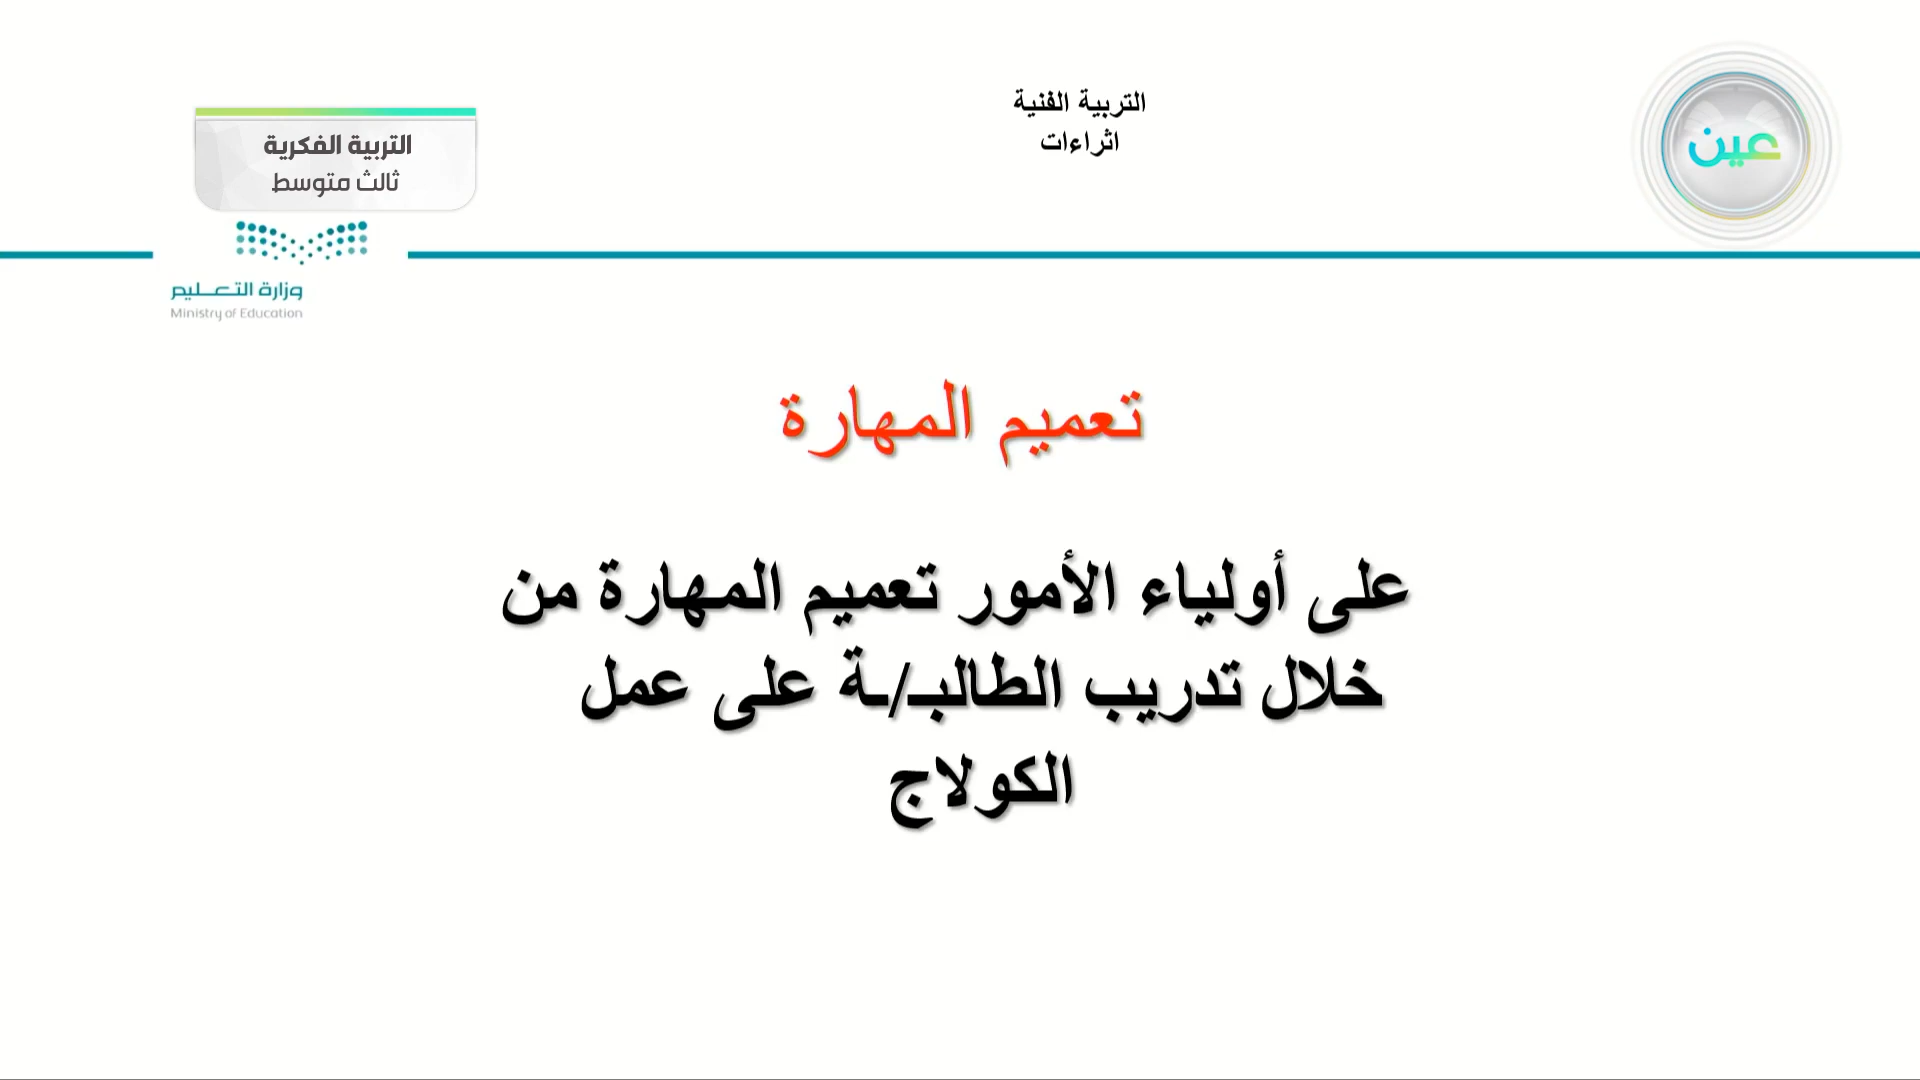 التربية الفنية
اثراءات
عين
التربية الفكرية
ثالث متوسط
وزارة التعـــليم
Ministry of Education
تعميم المهارة
على أولياء الأمور تعميم المهارة من
خلال تدريب الطالبـ/ـة على عمل
الكولاج